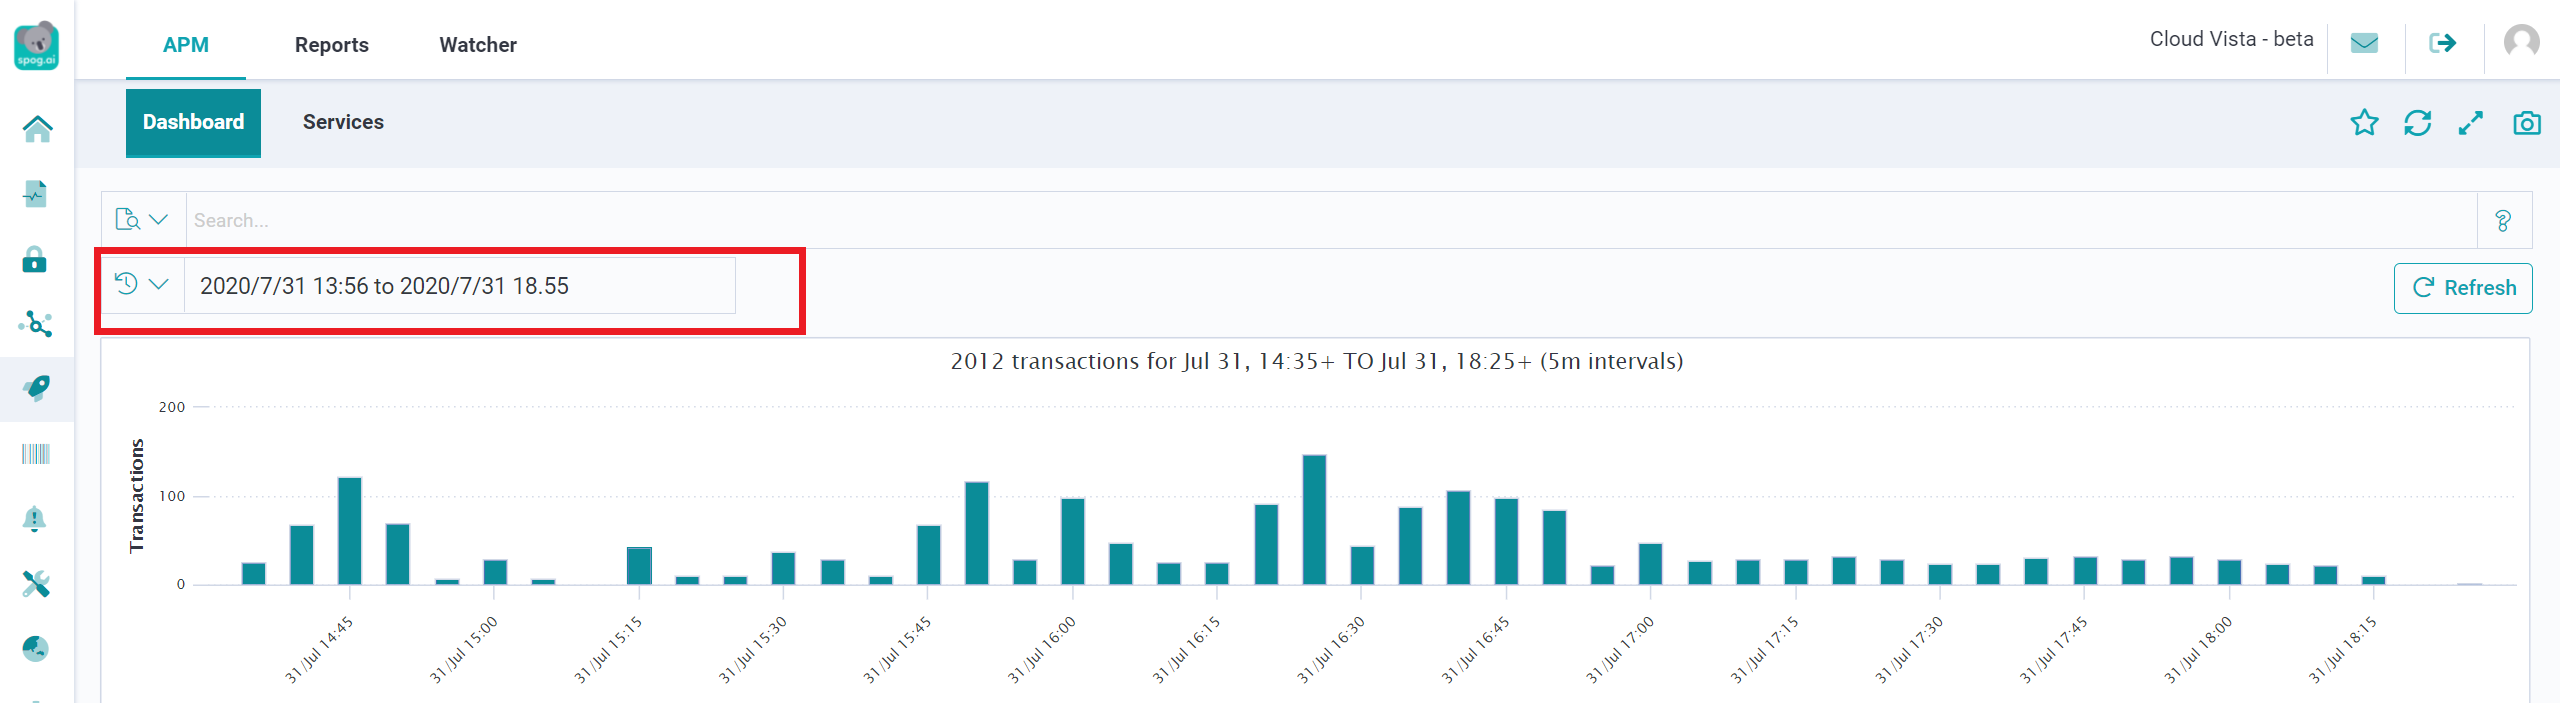 spog.ai
APM Reports Watcher Cloud Vista - beta
Dashboard Services
Search...
2020/7/31 13:56 to 2020/7/31 18.55
Refresh
2012 transactions for Jul 31, 14:35+ TO Jul 31, 18:25+ (5m intervals)
Transactions
200
100
0
31/Jul 14:45
31/Jul 15:00
31/Jul 15:15
31/Jul 15:30
31/Jul 15:45
31/Jul 16:00
31/Jul 16:15
31/Jul 16:30
31/Jul 16:45
31/Jul 17:00
31/Jul 17:15
31/Jul 17:30
31/Jul 17:45
31/Jul 18:00
31/Jul 18:15